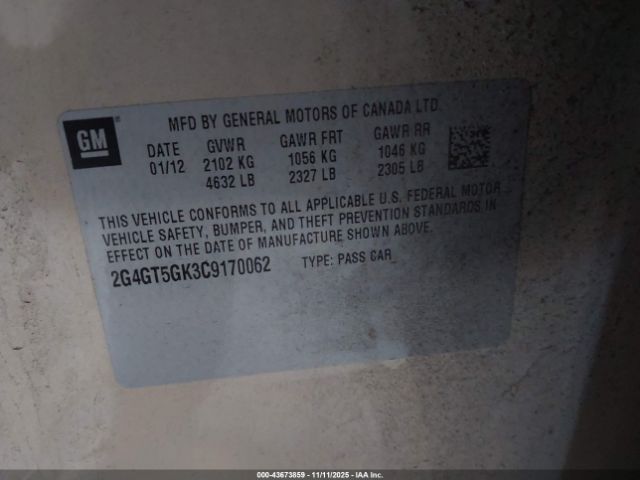 GM
MFD BY GENERAL MOTORS OF CANADA LTD.
DATE GVWR GAWR FRT GAWR RR
01/12 2102 KG 1056 KG 1046 KG
4632 LB 2327 LB 2305 LB
THIS VEHICLE CONFORMS TO ALL APPLICABLE U.S. FEDERAL MOTOR
VEHICLE SAFETY, BUMPER, AND THEFT PREVENTION STANDARDS IN
EFFECT ON THE DATE OF MANUFACTURE SHOWN ABOVE.
2G4GT5GK3C9170062 TYPE: PASS CAR
000-43673859 - 11/11/2025 - IAA Inc.